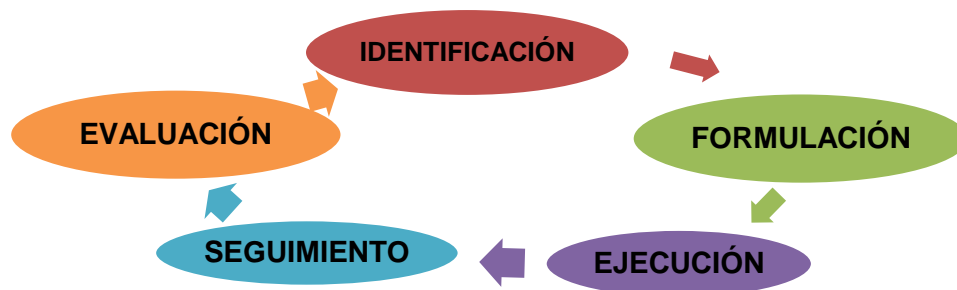 IDENTIFICACIÓN
FORMULACIÓN
EJECUCIÓN
SEGUIMIENTO
EVALUACIÓN